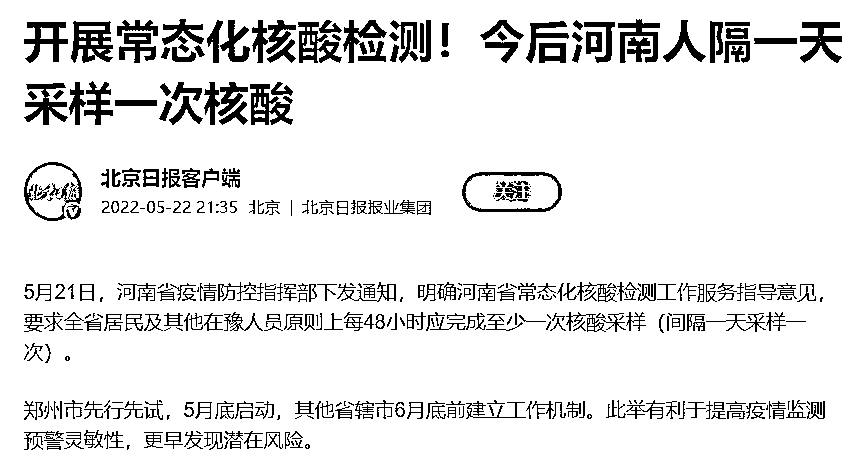 开展常态化核酸检测！今后河南人隔一天
采样一次核酸
北京日报客户端
2022-05-22 21:35 北京 | 北京日报报业集团
关注
5月21日，河南省疫情防控指挥部下发通知，明确河南省常态化核酸检测工作服务指导意见，
要求全省居民及其他在豫人员原则上每48小时应完成至少一次核酸采样（间隔一天采样一
次）。
郑州市先行先试，5月底启动，其他省辖市6月底前建立工作机制。此举有利于提高疫情监测
预警灵敏性，更早发现潜在风险。